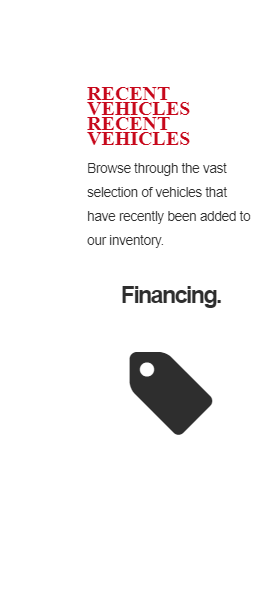 RECENT
VEHICLES
RECENT
VEHICLES
Browse through the vast
selection of vehicles that
have recently been added to
our inventory.
Financing.